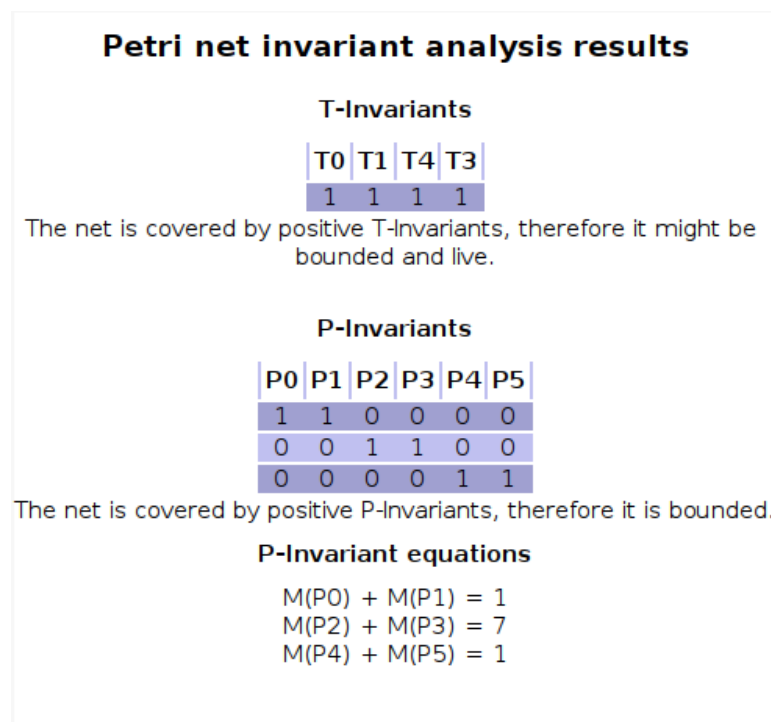 Petri net invariant analysis results
T-Invariants
T0 T1 T4 T3
1 1 1 1
The net is covered by positive T-Invariants, therefore it might be
bounded and live.
P-Invariants
P0 P1 P2 P3 P4 P5
1 1 0 0 0 0
0 0 1 1 0 0
0 0 0 0 1 1
The net is covered by positive P-Invariants, therefore it is bounded.
P-Invariant equations
M(P0) + M(P1) = 1
M(P2) + M(P3) = 7
M(P4) + M(P5) = 1